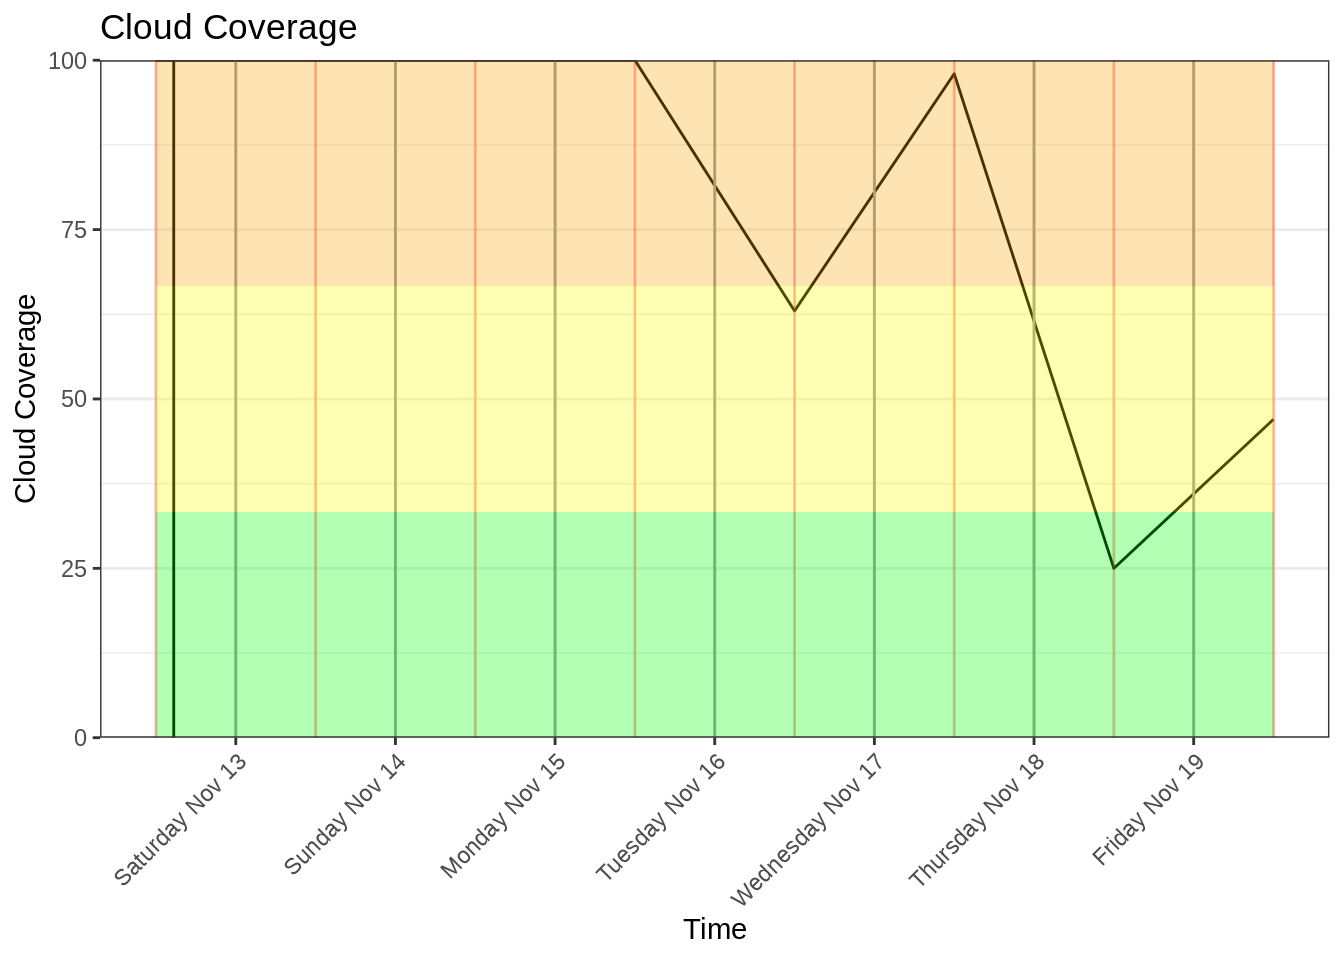 Cloud Coverage
100
75
50
25
0
Cloud Coverage
Saturday Nov 13
Sunday Nov 14
Monday Nov 15
Tuesday Nov 16
Wednesday Nov 17
Thursday Nov 18
Friday Nov 19
Time